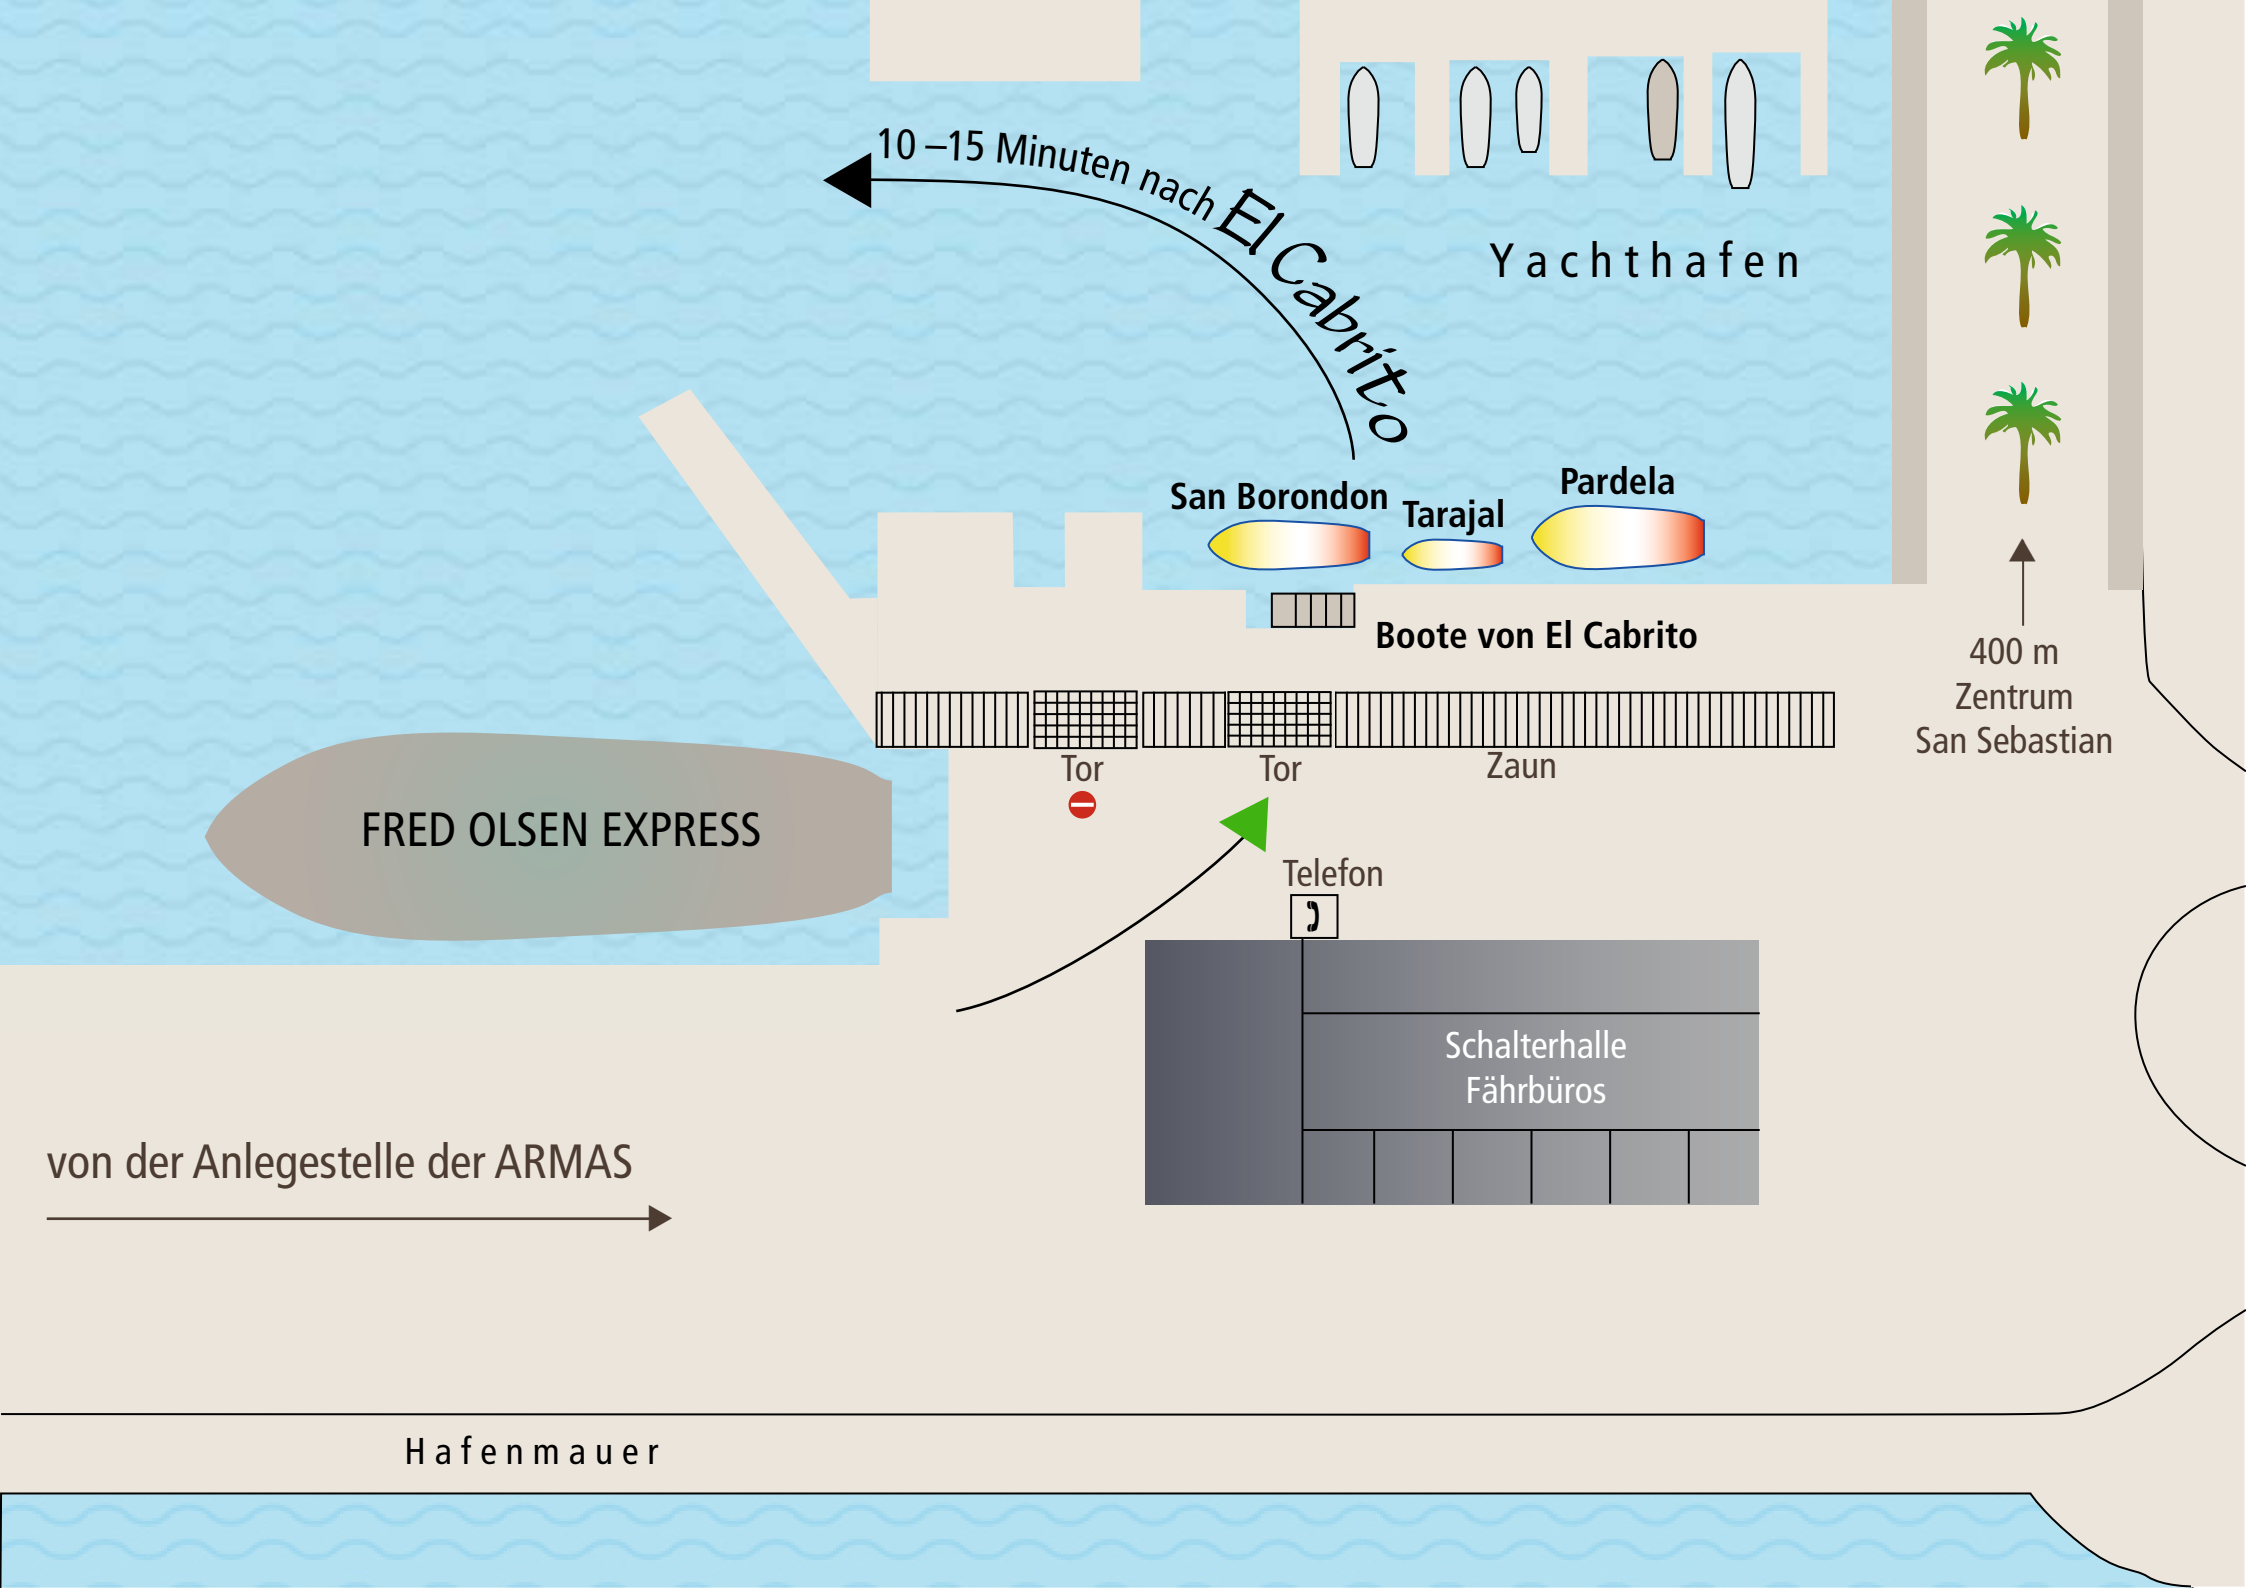 10 –15 Minuten nach El Cabrito
Yachthafen
San Borondon
Tarajal
Pardela
Boote von El Cabrito
400 m
Zentrum
San Sebastian
Tor
Tor
Zaun
FRED OLSEN EXPRESS
Telefon
Schalterhalle
Fährbüros
von der Anlegestelle der ARMAS
Hafenmauer